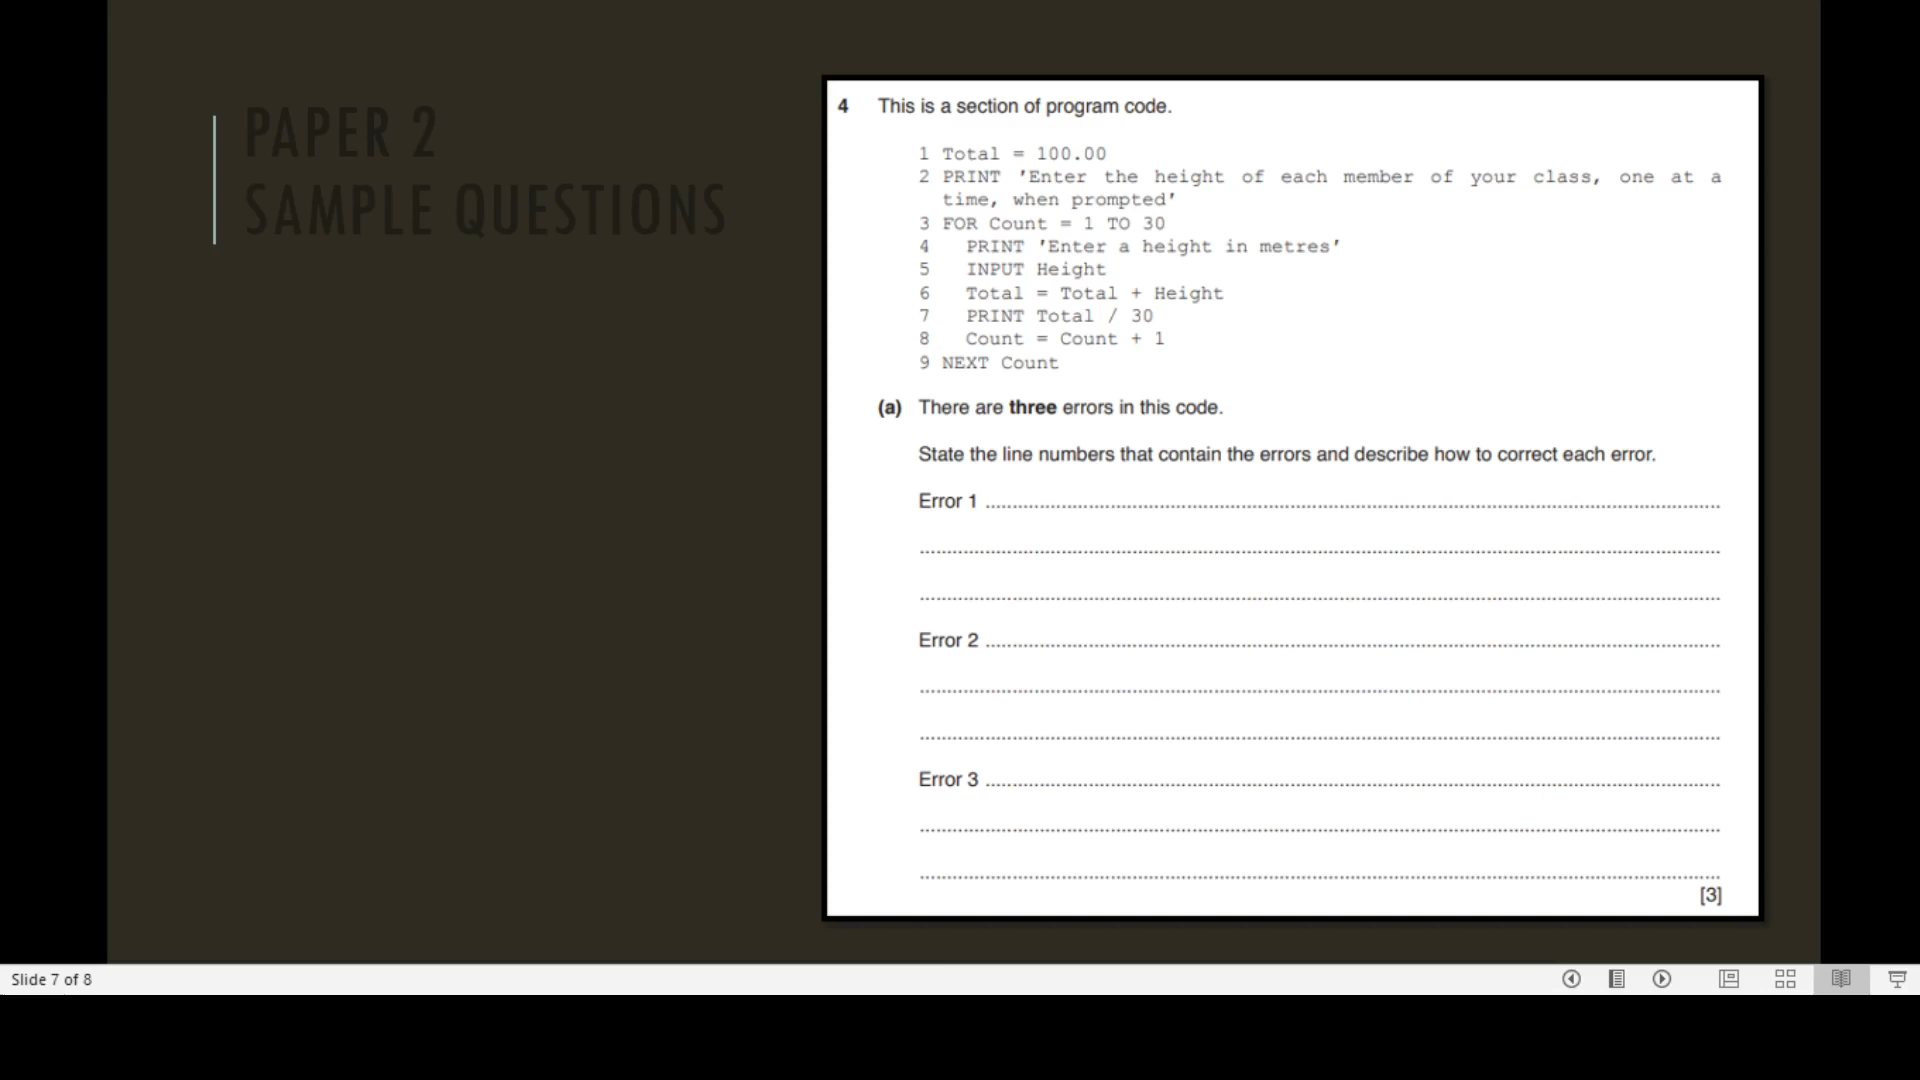 PAPER 2
SAMPLE QUESTIONS
4 This is a section of program code.
1 Total = 100.00
2 PRINT 'Enter the height of each member of your class, one at a
time, when prompted'
3 FOR Count = 1 TO 30
4 PRINT 'Enter a height in metres'
5 INPUT Height
6 Total = Total + Height
7 PRINT Total / 30
8 Count = Count + 1
9 NEXT Count
(a) There are three errors in this code.
State the line numbers that contain the errors and describe how to correct each error.
Error 1
Error 2
Error 3
[3]
Slide 7 of 8